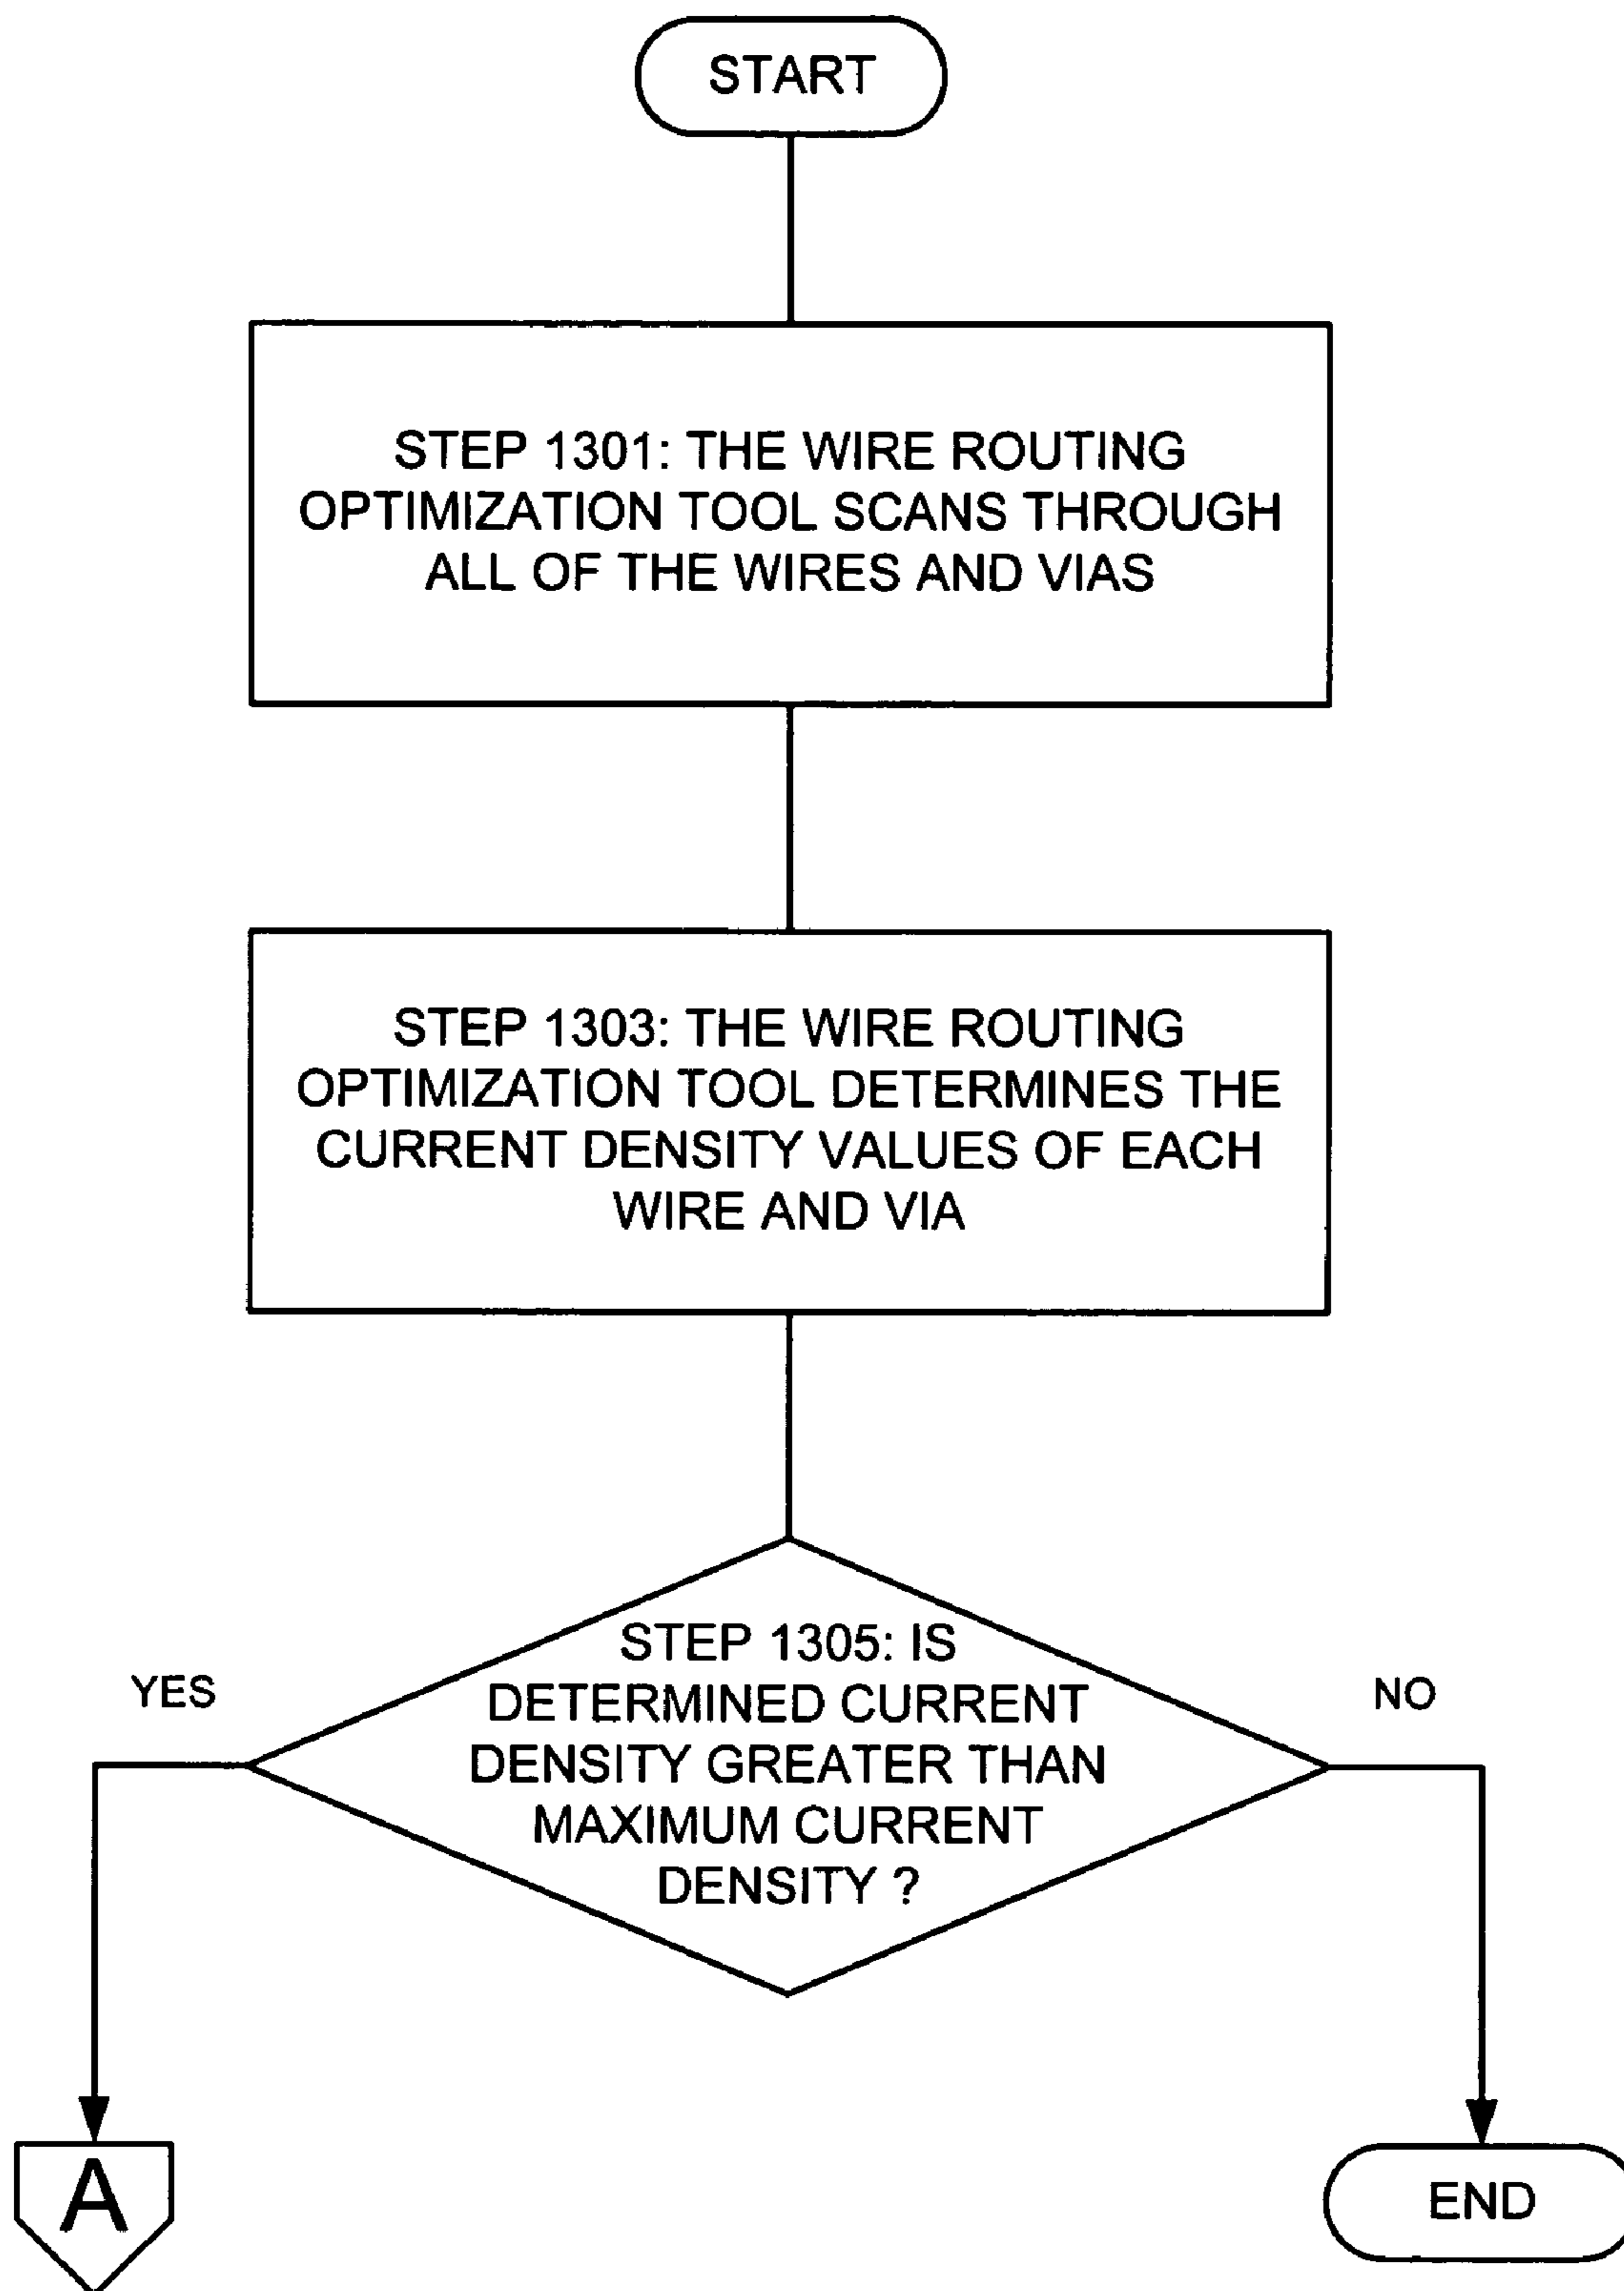 START
STEP 1301: THE WIRE ROUTING
OPTIMIZATION TOOL SCANS THROUGH
ALL OF THE WIRES AND VIAS
STEP 1303: THE WIRE ROUTING
OPTIMIZATION TOOL DETERMINES THE
CURRENT DENSITY VALUES OF EACH
WIRE AND VIA
STEP 1305: IS
DETERMINED CURRENT
DENSITY GREATER THAN
MAXIMUM CURRENT
DENSITY ?
YES
NO
A
END